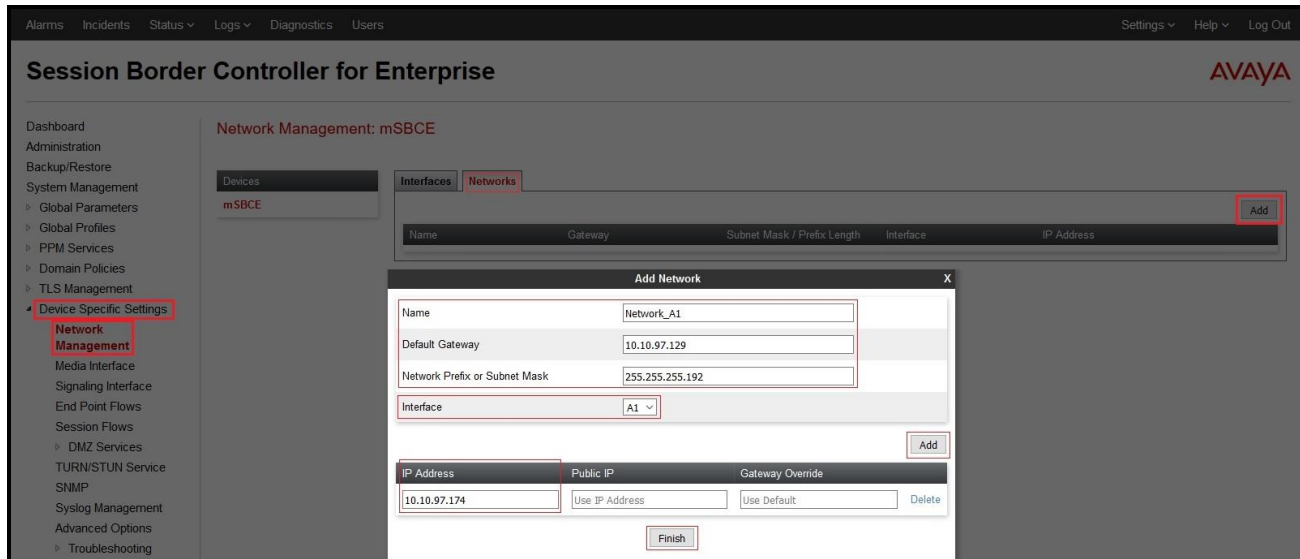 Alarms Incidents Status Logs Diagnostics Users Settings Help Log Out
Session Border Controller for Enterprise AVAYA
Dashboard
Administration
Backup/Restore
System Management
Global Parameters
Global Profiles
PPM Services
Domain Policies
TLS Management
Device Specific Settings
Network
Management
Media Interface
Signaling Interface
End Point Flows
Session Flows
DMZ Services
TURN/STUN Service
SNMP
Syslog Management
Advanced Options
Troubleshooting
Network Management: mSBCE
Devices
mSBCE
Interfaces Networks
Add
Name Gateway Subnet Mask / Prefix Length Interface IP Address
Add Network X
Name Network_A1
Default Gateway 10.10.97.129
Network Prefix or Subnet Mask 255.255.255.192
Interface A1
Add
IP Address Public IP Gateway Override
10.10.97.174 Use IP Address Use Default Delete
Finish